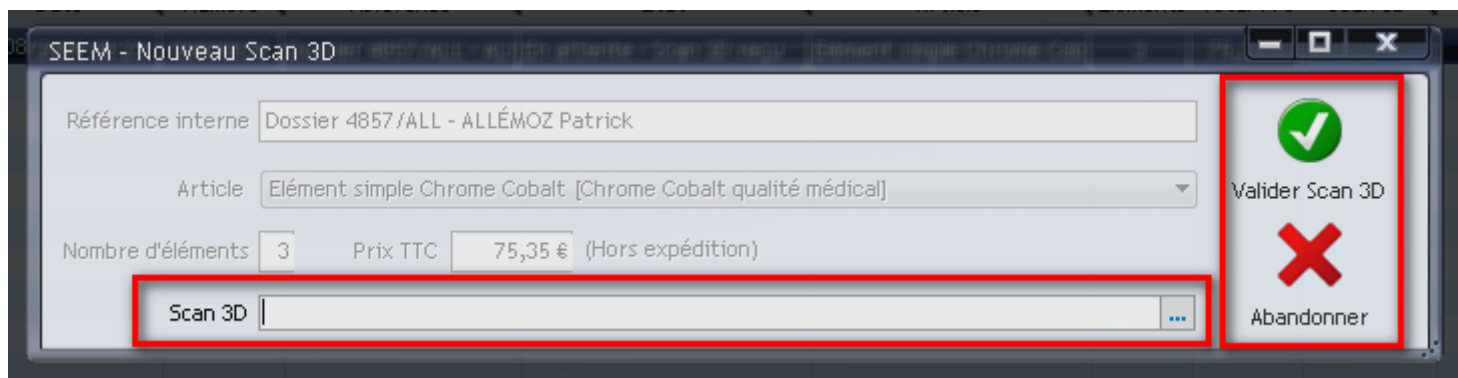 SEEM - Nouveau Scan 3D
Référence interne Dossier 4857/ALL - ALLÉMOZ Patrick
Article Elément simple Chrome Cobalt [Chrome Cobalt qualité médical]
Valider Scan 3D
Nombre d'éléments 3 Prix TTC 75,35 € (Hors expédition)
Scan 3D ...
Abandonner